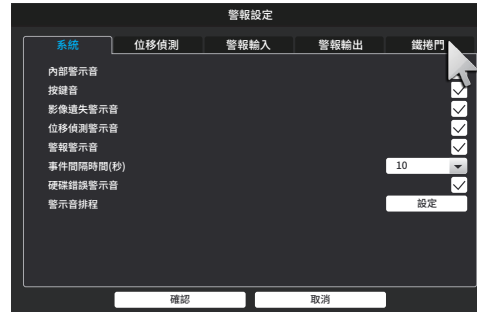 警報設定
系統 位移偵測 警報輸入 警報輸出 鐵捲門
內部警示音
按鍵音
影像遺失警示音
位移偵測警示音
警報警示音
事件間隔時間(秒) 10
硬碟錯誤警示音
警示音排程 設定
確認 取消